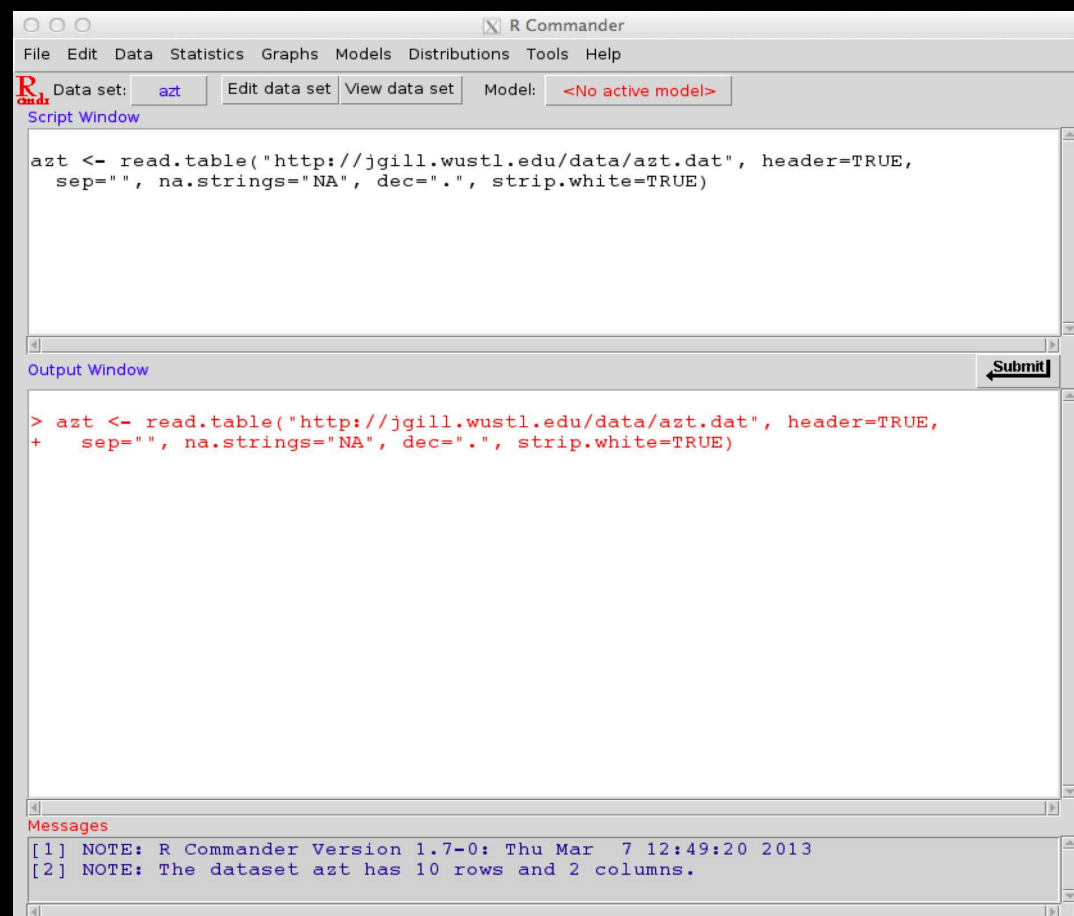 R Commander
File Edit Data Statistics Graphs Models Distributions Tools Help
R cmdr Data set: azt Edit data set View data set Model: <No active model>
Script Window
azt <- read.table("http://jgill.wustl.edu/data/azt.dat", header=TRUE,
  sep="", na.strings="NA", dec=".", strip.white=TRUE)
Output Window Submit
> azt <- read.table("http://jgill.wustl.edu/data/azt.dat", header=TRUE,
+   sep="", na.strings="NA", dec=".", strip.white=TRUE)
Messages
[1] NOTE: R Commander Version 1.7-0: Thu Mar  7 12:49:20 2013
[2] NOTE: The dataset azt has 10 rows and 2 columns.